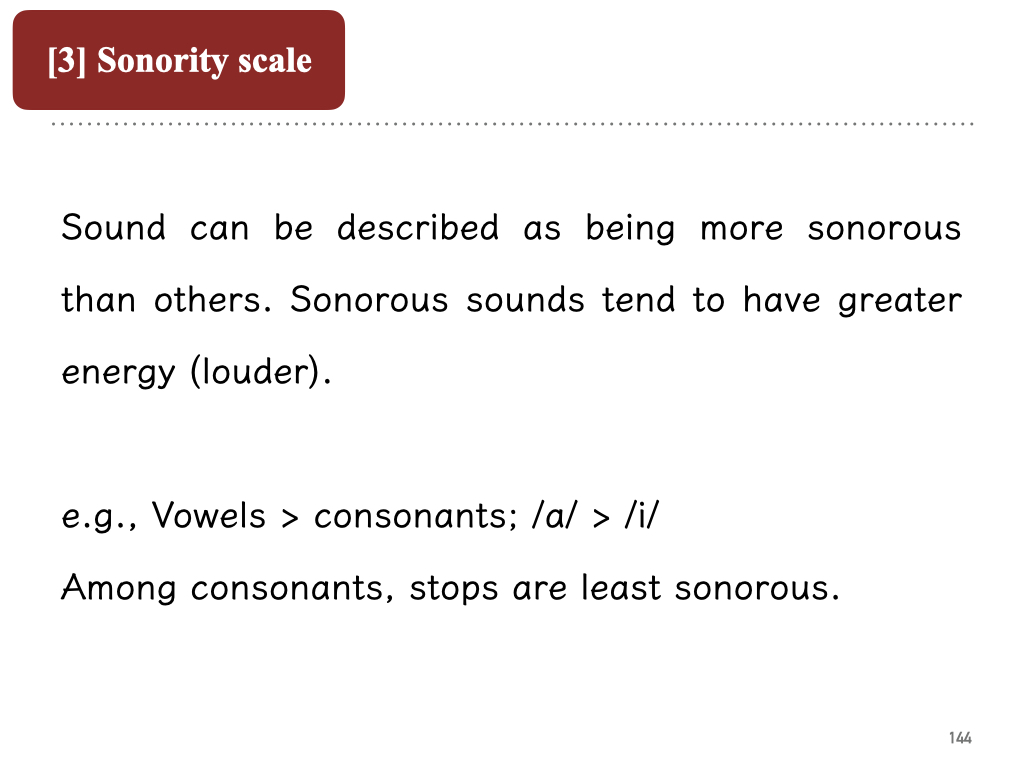 [3] Sonority scale
Sound can be described as being more sonorous
than others. Sonorous sounds tend to have greater
energy (louder).
e.g., Vowels > consonants; /a/ > /i/
Among consonants, stops are least sonorous.
144